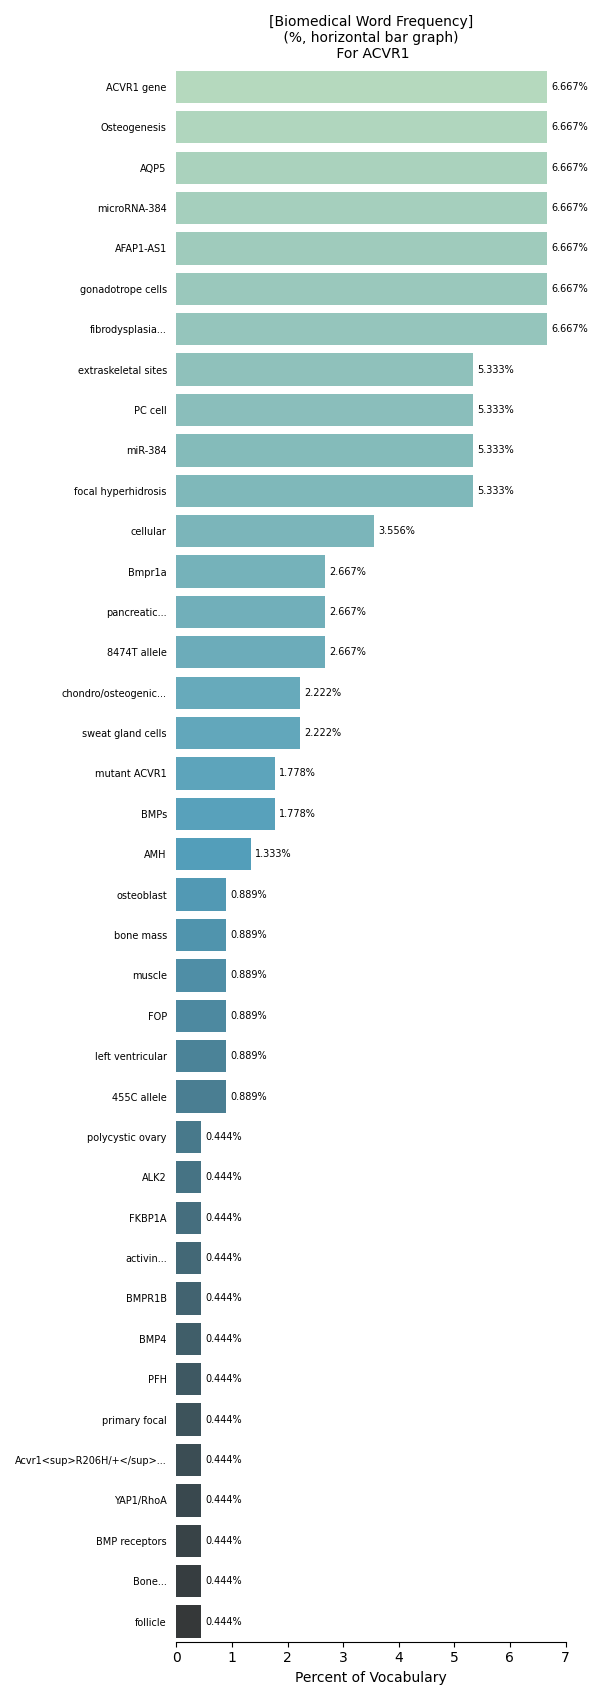 [Biomedical Word Frequency]
(%, horizontal bar graph)
For ACVR1
ACVR1 gene 6.667%
Osteogenesis 6.667%
AQP5 6.667%
microRNA-384 6.667%
AFAP1-AS1 6.667%
gonadotrope cells 6.667%
fibrodysplasia... 6.667%
extraskeletal sites 5.333%
PC cell 5.333%
miR-384 5.333%
focal hyperhidrosis 5.333%
cellular 3.556%
Bmpr1a 2.667%
pancreatic... 2.667%
8474T allele 2.667%
chondro/osteogenic... 2.222%
sweat gland cells 2.222%
mutant ACVR1 1.778%
BMPs 1.778%
AMH 1.333%
osteoblast 0.889%
bone mass 0.889%
muscle 0.889%
FOP 0.889%
left ventricular 0.889%
455C allele 0.889%
polycystic ovary 0.444%
ALK2 0.444%
FKBP1A 0.444%
activin... 0.444%
BMPR1B 0.444%
BMP4 0.444%
PFH 0.444%
primary focal 0.444%
Acvr1<sup>R206H/+</sup>... 0.444%
YAP1/RhoA 0.444%
BMP receptors 0.444%
Bone... 0.444%
follicle 0.444%
0 1 2 3 4 5 6 7
Percent of Vocabulary